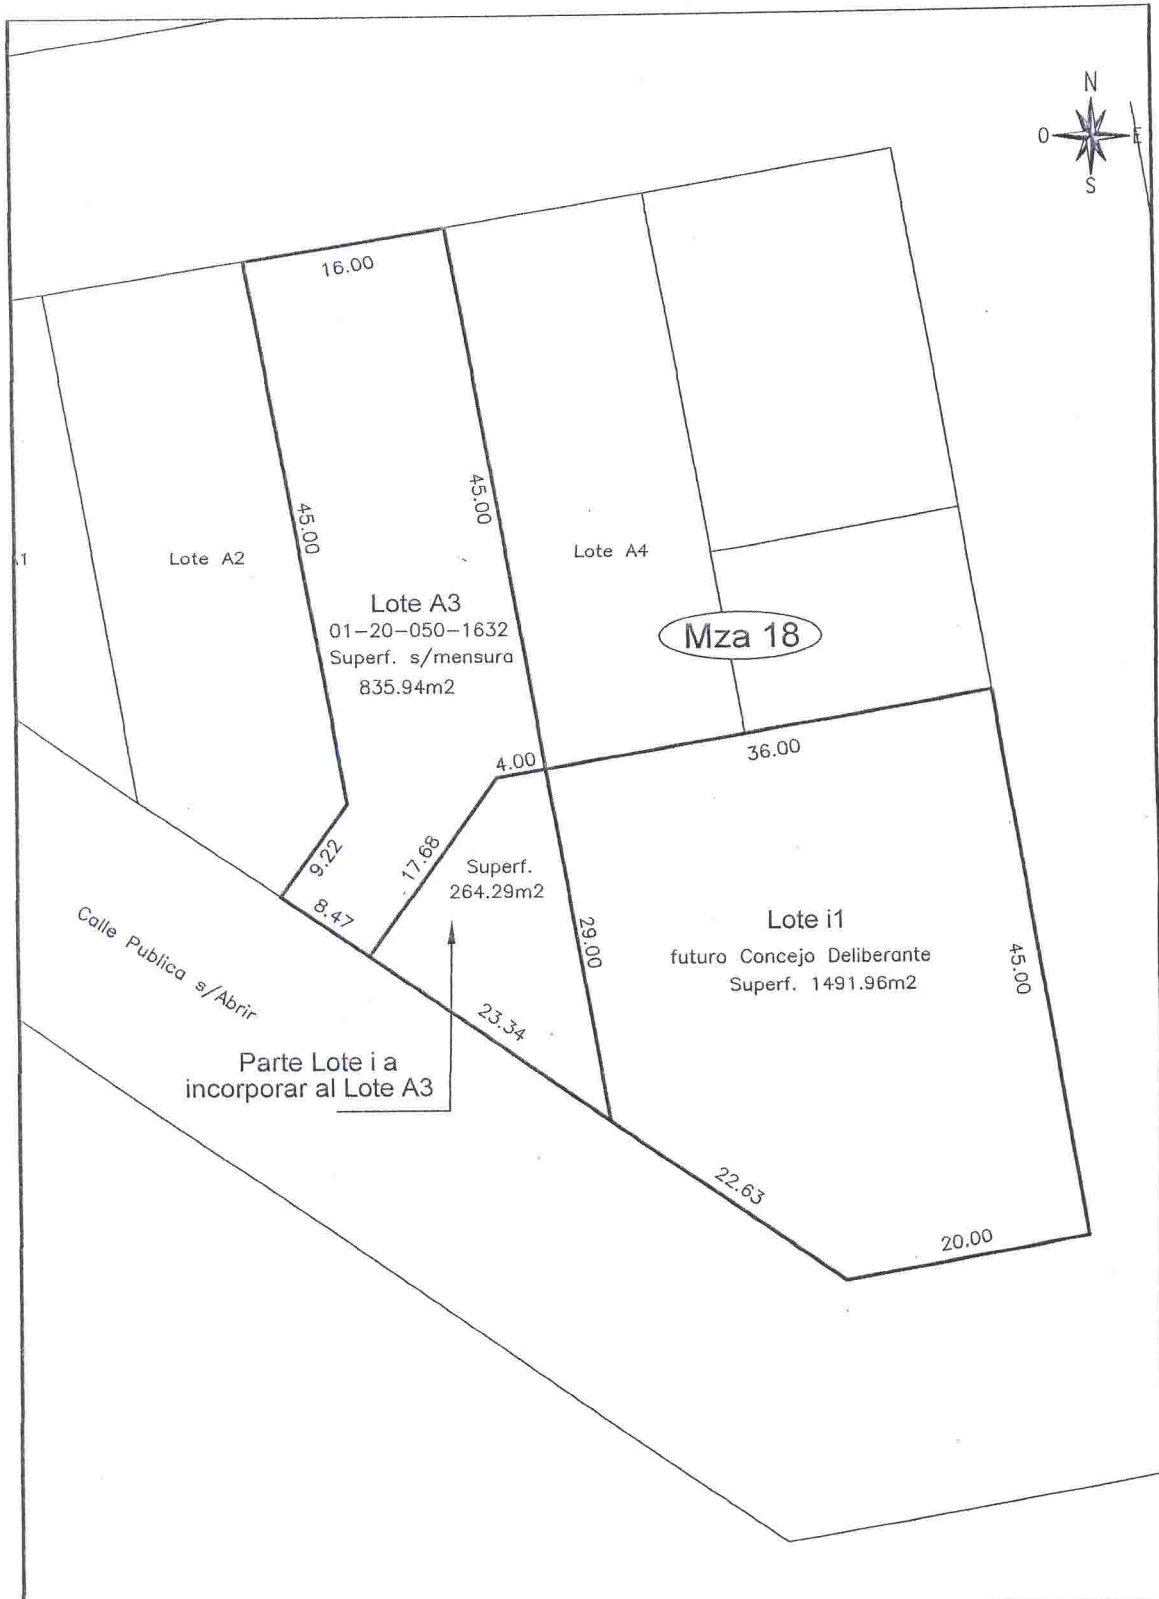 N
O E
S
16.00
45.00
45.00
.1
Lote A2
Lote A4
Lote A3
01-20-050-1632
Superf. s/mensura
835.94m2
Mza 18
4.00
36.00
9.22
17.68
8.47
Superf.
264.29m2
29.00
Lote i1
futuro Concejo Deliberante
Superf. 1491.96m2
45.00
Calle Publica s/Abrir
23.34
Parte Lote i a
incorporar al Lote A3
22.63
20.00